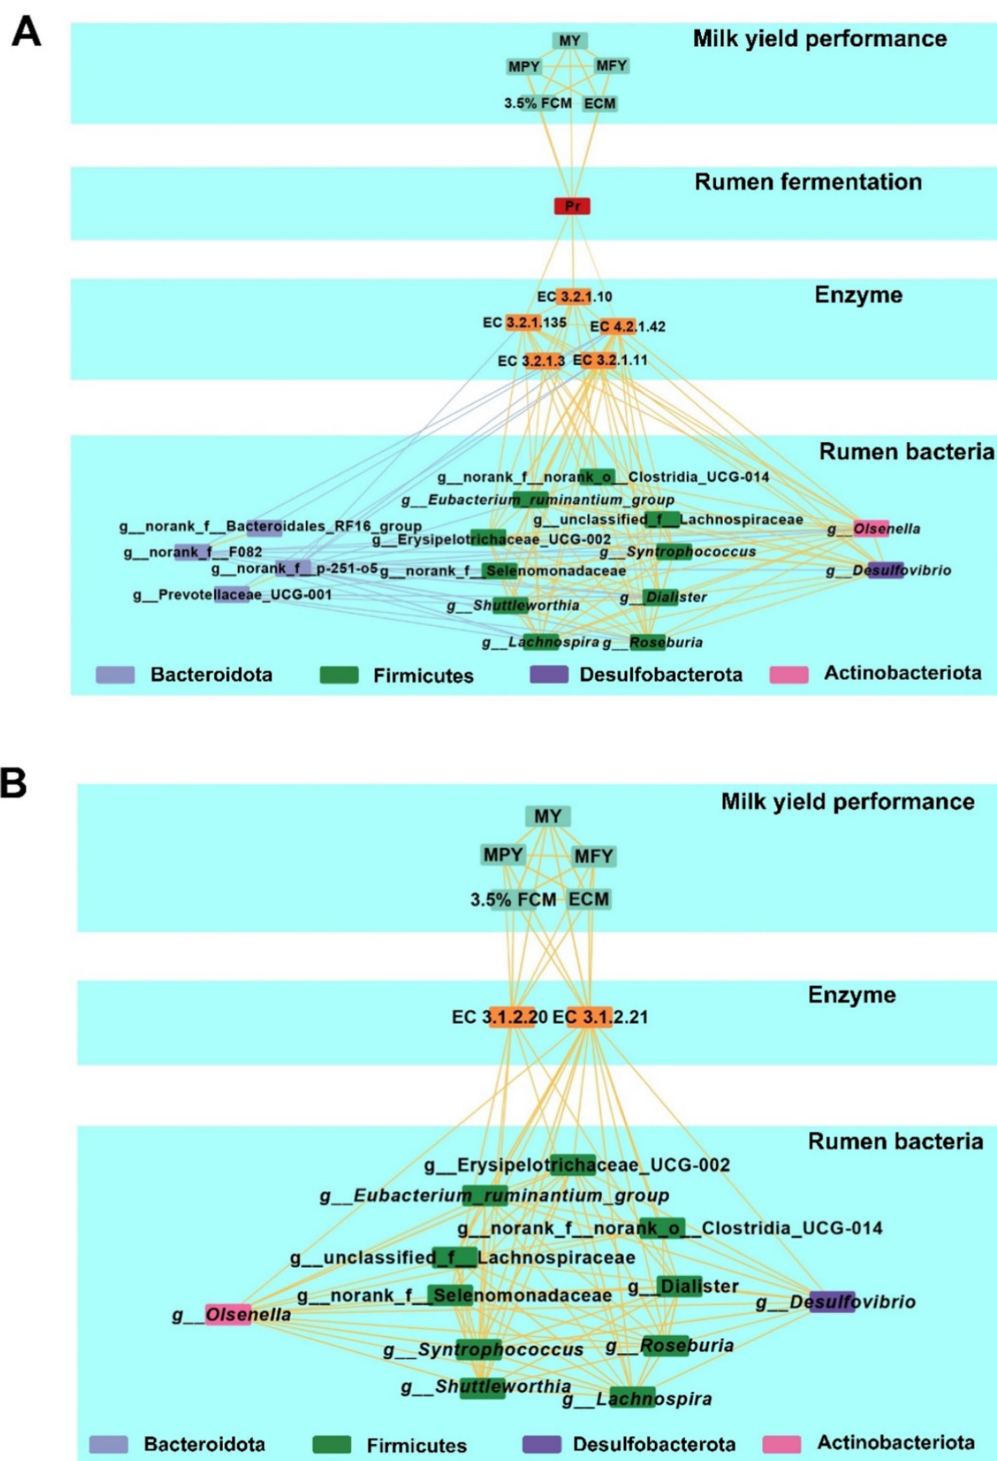 A
Milk yield performance
MY
MPY MFY
3.5% FCM ECM
Rumen fermentation
Pr
Enzyme
EC 3.2.1.10
EC 3.2.1.135 EC 4.2.1.42
EC 3.2.1.3 EC 3.2.1.11
Rumen bacteria
g__norank_f__norank_o__Clostridia_UCG-014
g__Eubacterium_ruminantium_group
g__unclassified_f__Lachnospiraceae
g__norank_f__Bacteroidales_RF16_group
g__Olsenella
g__Erysipelotrichaceae_UCG-002
g__norank_f__F082
g__Syntrophococcus
g__norank_f__p-251-o5
g__norank_f__Selenomonadaceae
g__Desulfovibrio
g__Prevotellaceae_UCG-001
g__Dialister
g__Shuttleworthia
g__Lachnospira g__Roseburia
Bacteroidota Firmicutes Desulfobacterota Actinobacteriota
B
Milk yield performance
MY
MPY MFY
3.5% FCM ECM
Enzyme
EC 3.1.2.20 EC 3.1.2.21
Rumen bacteria
g__Erysipelotrichaceae_UCG-002
g__Eubacterium_ruminantium_group
g__norank_f__norank_o__Clostridia_UCG-014
g__unclassified_f__Lachnospiraceae
g__Dialister
g__norank_f__Selenomonadaceae
g__Desulfovibrio
g__Olsenella
g__Syntrophococcus g__Roseburia
g__Shuttleworthia
g__Lachnospira
Bacteroidota Firmicutes Desulfobacterota Actinobacteriota